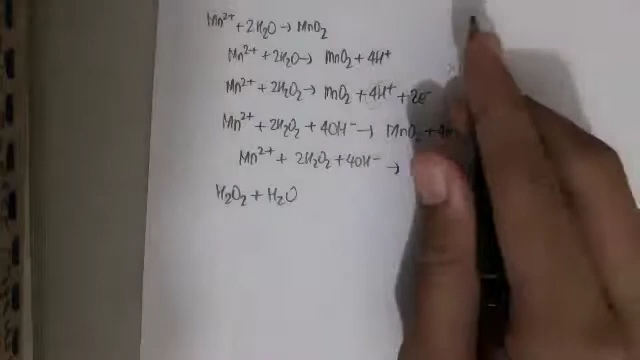 Mn²⁺ + 2H₂O → MnO₂
Mn²⁺ + 2H₂O → MnO₂ + 4H⁺
Mn²⁺ + 2H₂O₂ → MnO₂ + 4H⁺ + 2e⁻
Mn²⁺ + 2H₂O₂ + 4OH⁻ → MnO₂ + 4
Mn²⁺ + 2H₂O₂ + 4OH⁻ →
H₂O₂ + H₂O